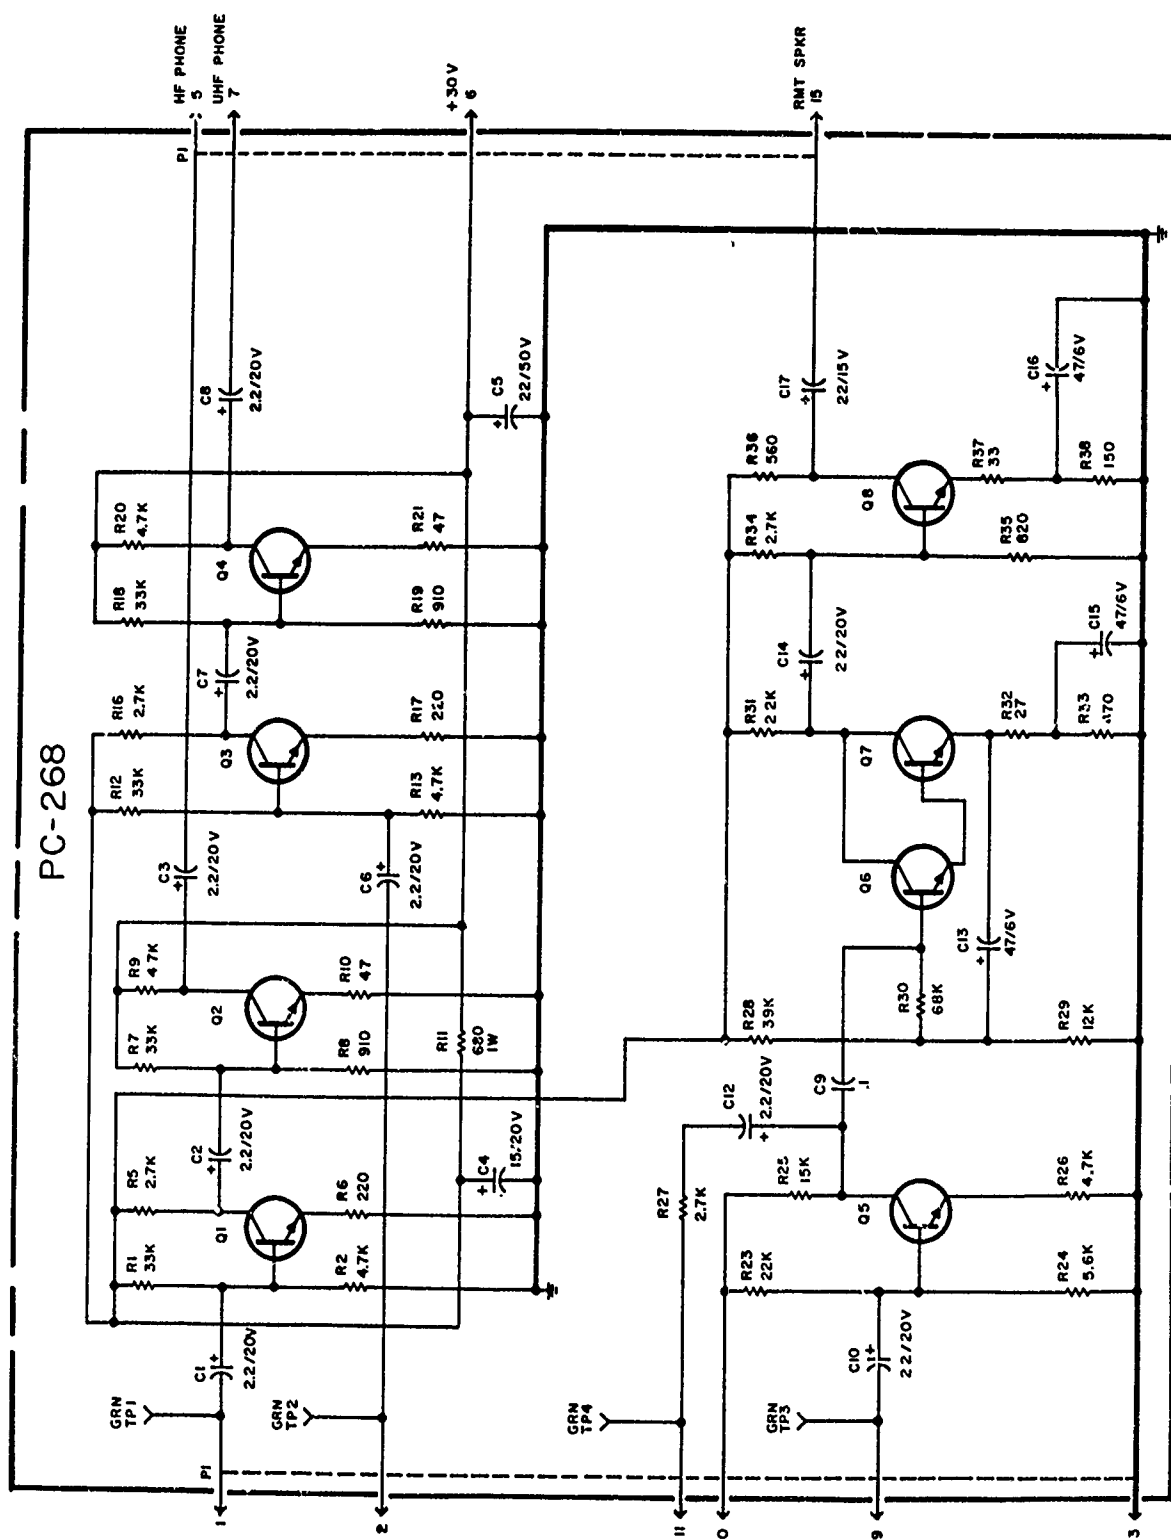 PC-268
P1
HF PHONE
5
UHF PHONE
7
+30V
6
GRN
TP1
P1
1
C1
2.2/20V
R1
33K
R5
2.7K
Q1
R2
4.7K
R6
220
C2
2.2/20V
R7
33K
R9
4.7K
Q2
R8
910
R10
47
C3
2.2/20V
R12
33K
R16
2.7K
Q3
R13
4.7K
R17
220
C7
2.2/20V
R18
33K
R20
4.7K
Q4
R19
910
R21
47
C8
2.2/20V
GRN
TP2
2
C6
2.2/20V
C4
15/20V
R11
680
1W
C5
22/50V
GRN
TP4
11
R27
2.7K
C12
2.2/20V
0
R23
22K
R25
15K
C9
.1
GRN
TP3
9
C10
2.2/20V
Q5
R24
5.6K
R26
4.7K
R28
39K
R30
68K
R29
12K
C13
47/6V
Q6
Q7
R31
2.2K
C14
2.2/20V
R32
27
R33
C15
47/6V
R34
2.7K
R36
560
Q8
R35
R37
33
R38
150
C17
22/15V
C16
47/6V
RMT SPKR
15
3